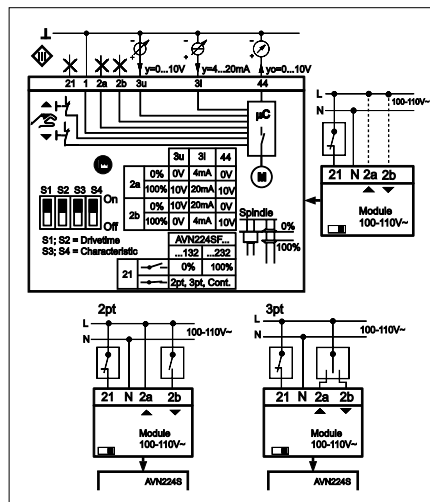 ⊥
- + - + - +
y=0...10V y=4...20mA yo=0...10V
21 1 2a 2b 3u 3i 44
µC
M
3u 3i 44
2a 0% 0V 4mA 0V
100% 10V 20mA 10V
2b 0% 10V 20mA 0V
100% 0V 4mA 10V
S1 S2 S3 S4
On
Off
S1; S2 = Drivetime
S3; S4 = Characteristic
Spindle
0%
100%
AVN224SF...
...132 ...232
21 0% 100%
2pt, 3pt, Cont.
L
N
100-110V~
21 N 2a 2b
Module
100-110V~
2pt
L
N
100-110V~
21 N 2a 2b
Module
100-110V~
AVN224S
3pt
L
N
100-110V~
21 N 2a 2b
Module
100-110V~
AVN224S